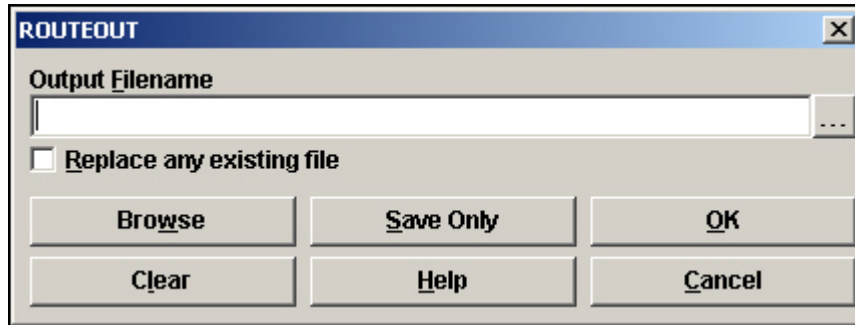 ROUTEOUT
Output Filename
...
Replace any existing file
Browse Save Only OK
Clear Help Cancel